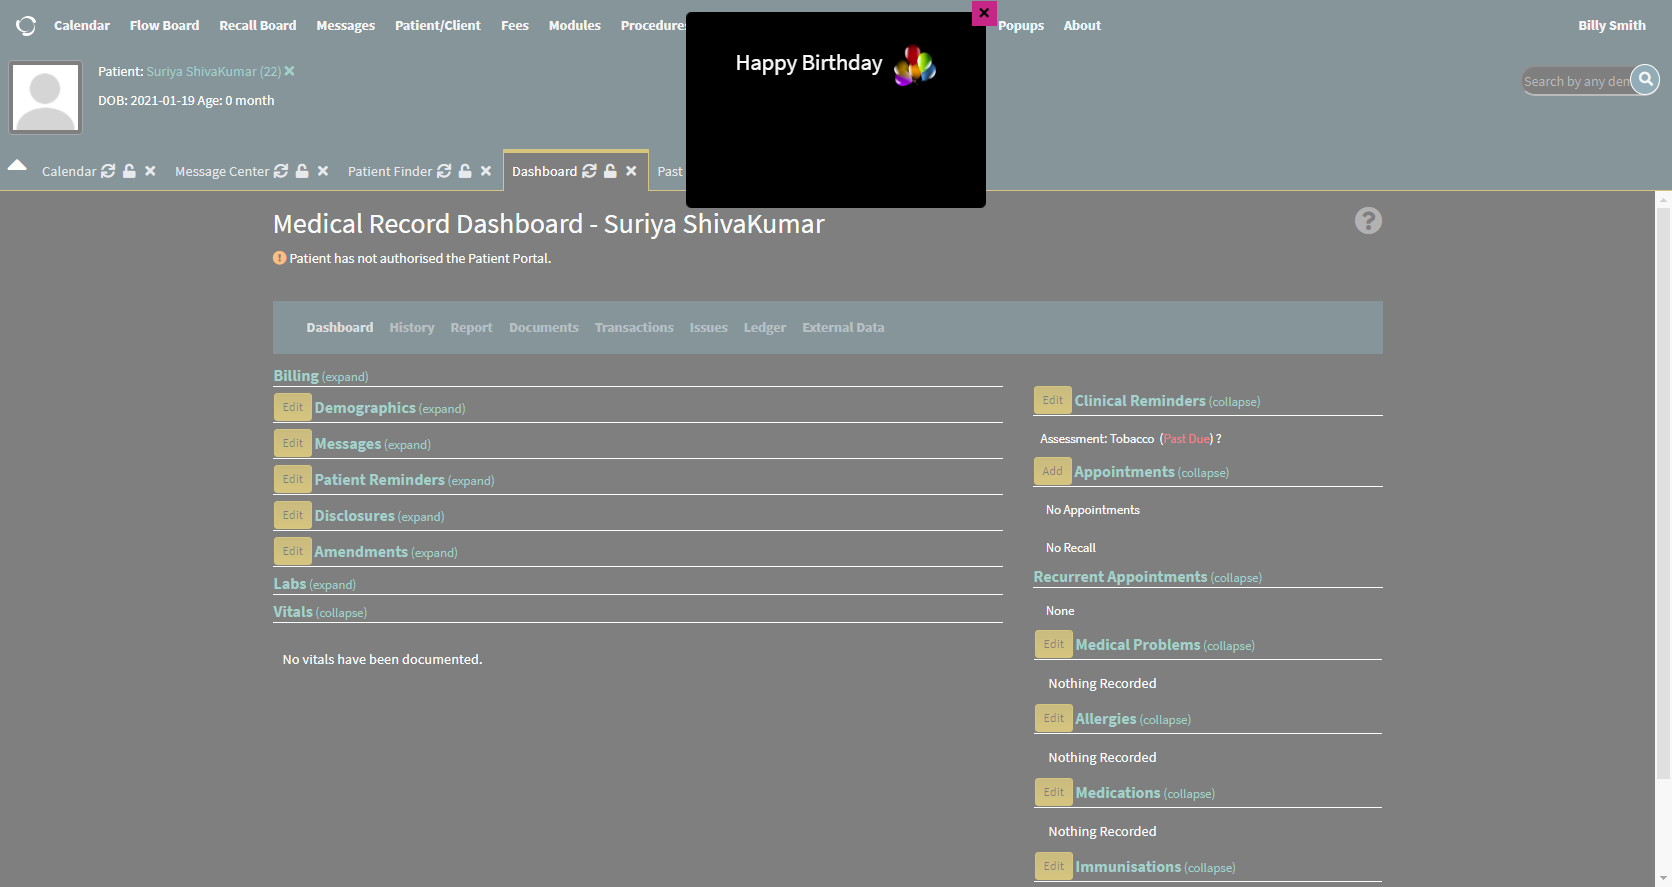 Calendar Flow Board Recall Board Messages Patient/Client Fees Modules Procedures Popups About Billy Smith
Happy Birthday
Patient: Suriya ShivaKumar (22)
DOB: 2021-01-19 Age: 0 month
Search by any den
Calendar Message Center Patient Finder Dashboard Past
Medical Record Dashboard - Suriya ShivaKumar
Patient has not authorised the Patient Portal.
Dashboard History Report Documents Transactions Issues Ledger External Data
Billing (expand)
Edit Demographics (expand)
Edit Messages (expand)
Edit Patient Reminders (expand)
Edit Disclosures (expand)
Edit Amendments (expand)
Labs (expand)
Vitals (collapse)
No vitals have been documented.
Edit Clinical Reminders (collapse)
Assessment: Tobacco (Past Due) ?
Add Appointments (collapse)
No Appointments
No Recall
Recurrent Appointments (collapse)
None
Edit Medical Problems (collapse)
Nothing Recorded
Edit Allergies (collapse)
Nothing Recorded
Edit Medications (collapse)
Nothing Recorded
Edit Immunisations (collapse)